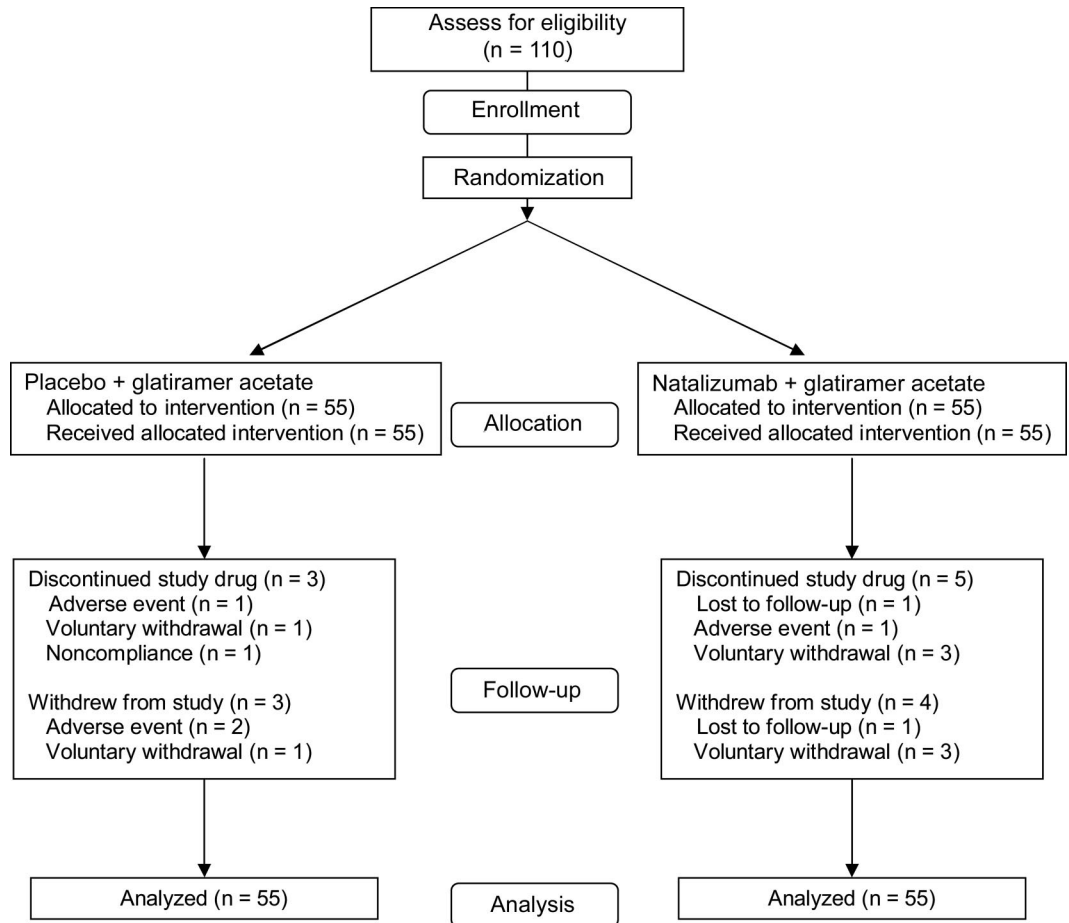 Assess for eligibility
(n = 110)
Enrollment
Randomization
Placebo + glatiramer acetate
Allocated to intervention (n = 55)
Received allocated intervention (n = 55)
Allocation
Natalizumab + glatiramer acetate
Allocated to intervention (n = 55)
Received allocated intervention (n = 55)
Discontinued study drug (n = 3)
Adverse event (n = 1)
Voluntary withdrawal (n = 1)
Noncompliance (n = 1)
Withdrew from study (n = 3)
Adverse event (n = 2)
Voluntary withdrawal (n = 1)
Follow-up
Discontinued study drug (n = 5)
Lost to follow-up (n = 1)
Adverse event (n = 1)
Voluntary withdrawal (n = 3)
Withdrew from study (n = 4)
Lost to follow-up (n = 1)
Voluntary withdrawal (n = 3)
Analyzed (n = 55)
Analysis
Analyzed (n = 55)